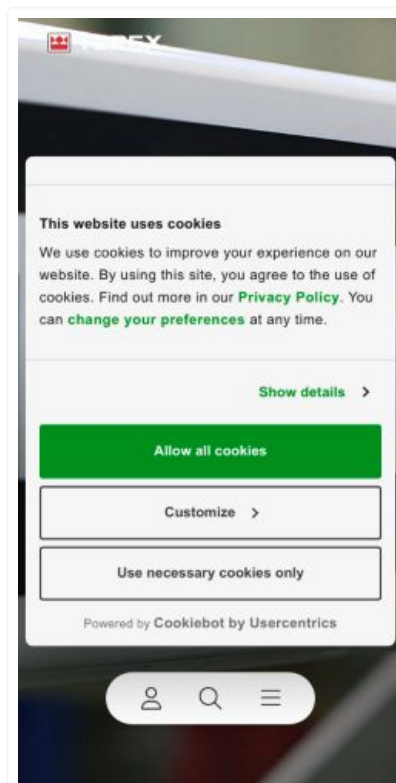 This website uses cookies
We use cookies to improve your experience on our
website. By using this site, you agree to the use of
cookies. Find out more in our Privacy Policy. You
can change your preferences at any time.
Show details
Allow all cookies
Customize
Use necessary cookies only
Powered by Cookiebot by Usercentrics